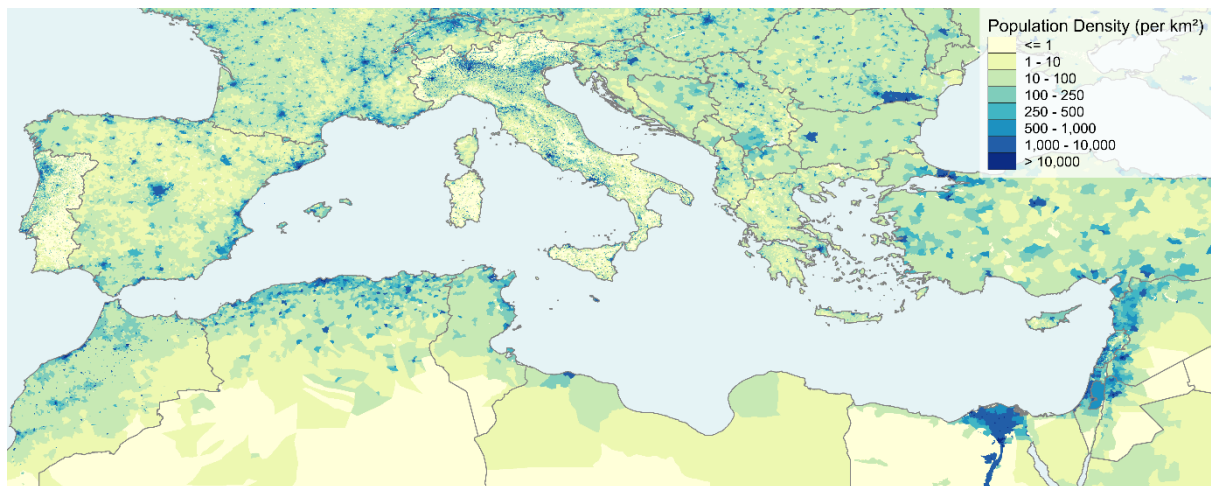 Population Density (per km²)
<= 1
1 - 10
10 - 100
100 - 250
250 - 500
500 - 1,000
1,000 - 10,000
> 10,000